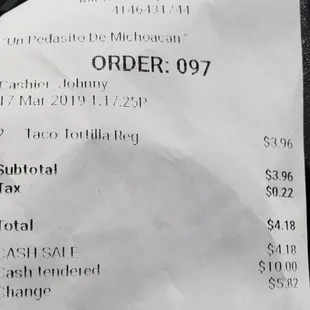 4146431744
"Un Pedasito De Michoacan"
ORDER: 097
Cashier Johnny
17 Mar 2019 1:17:25P
2 Taco Tortilla Reg $3.96
Subtotal $3.96
Tax $0.22
Total $4.18
CASH SALE $4.18
Cash tendered $10.00
Change $5.82